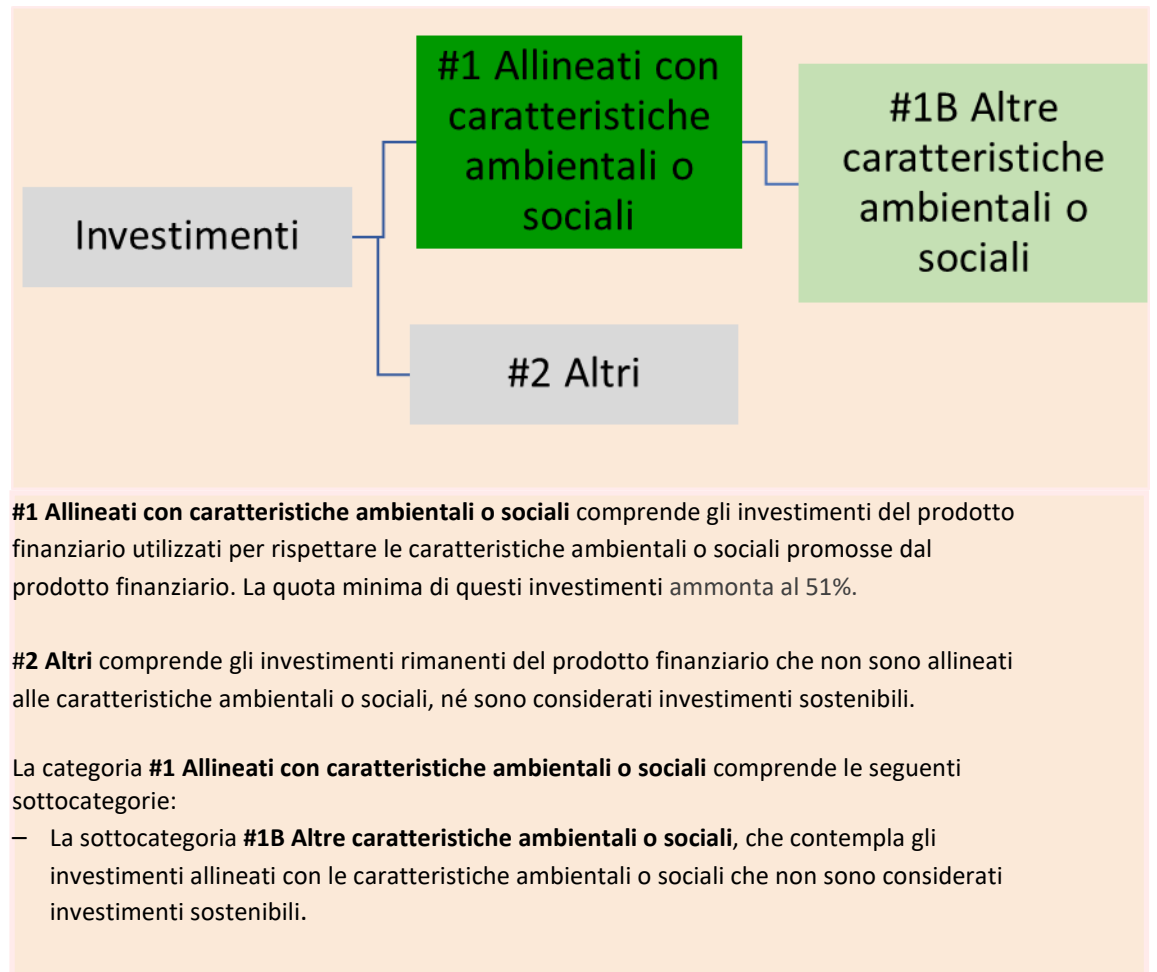 #1 Allineati con
caratteristiche
ambientali o
sociali
#1B Altre
caratteristiche
ambientali o
sociali
Investimenti
#2 Altri
#1 Allineati con caratteristiche ambientali o sociali comprende gli investimenti del prodotto
finanziario utilizzati per rispettare le caratteristiche ambientali o sociali promosse dal
prodotto finanziario. La quota minima di questi investimenti ammonta al 51%.
#2 Altri comprende gli investimenti rimanenti del prodotto finanziario che non sono allineati
alle caratteristiche ambientali o sociali, né sono considerati investimenti sostenibili.
La categoria #1 Allineati con caratteristiche ambientali o sociali comprende le seguenti
sottocategorie:
– La sottocategoria #1B Altre caratteristiche ambientali o sociali, che contempla gli
investimenti allineati con le caratteristiche ambientali o sociali che non sono considerati
investimenti sostenibili.